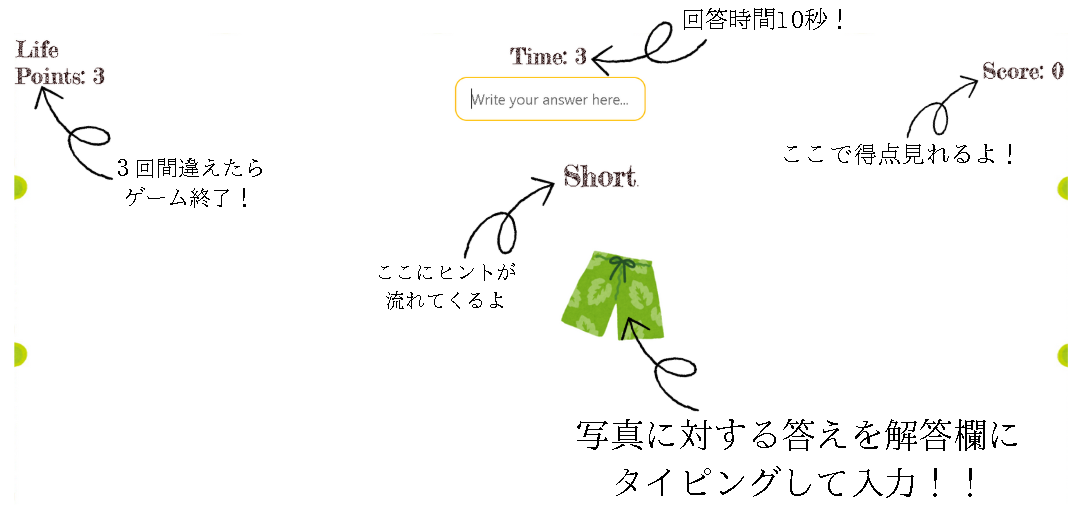 回答時間10秒！
Life
Points: 3
Time: 3
Score: 0
Write your answer here...
３回間違えたら
ゲーム終了！
ここで得点見れるよ！
Short
ここにヒントが
流れてくるよ
写真に対する答えを解答欄に
タイピングして入力！！